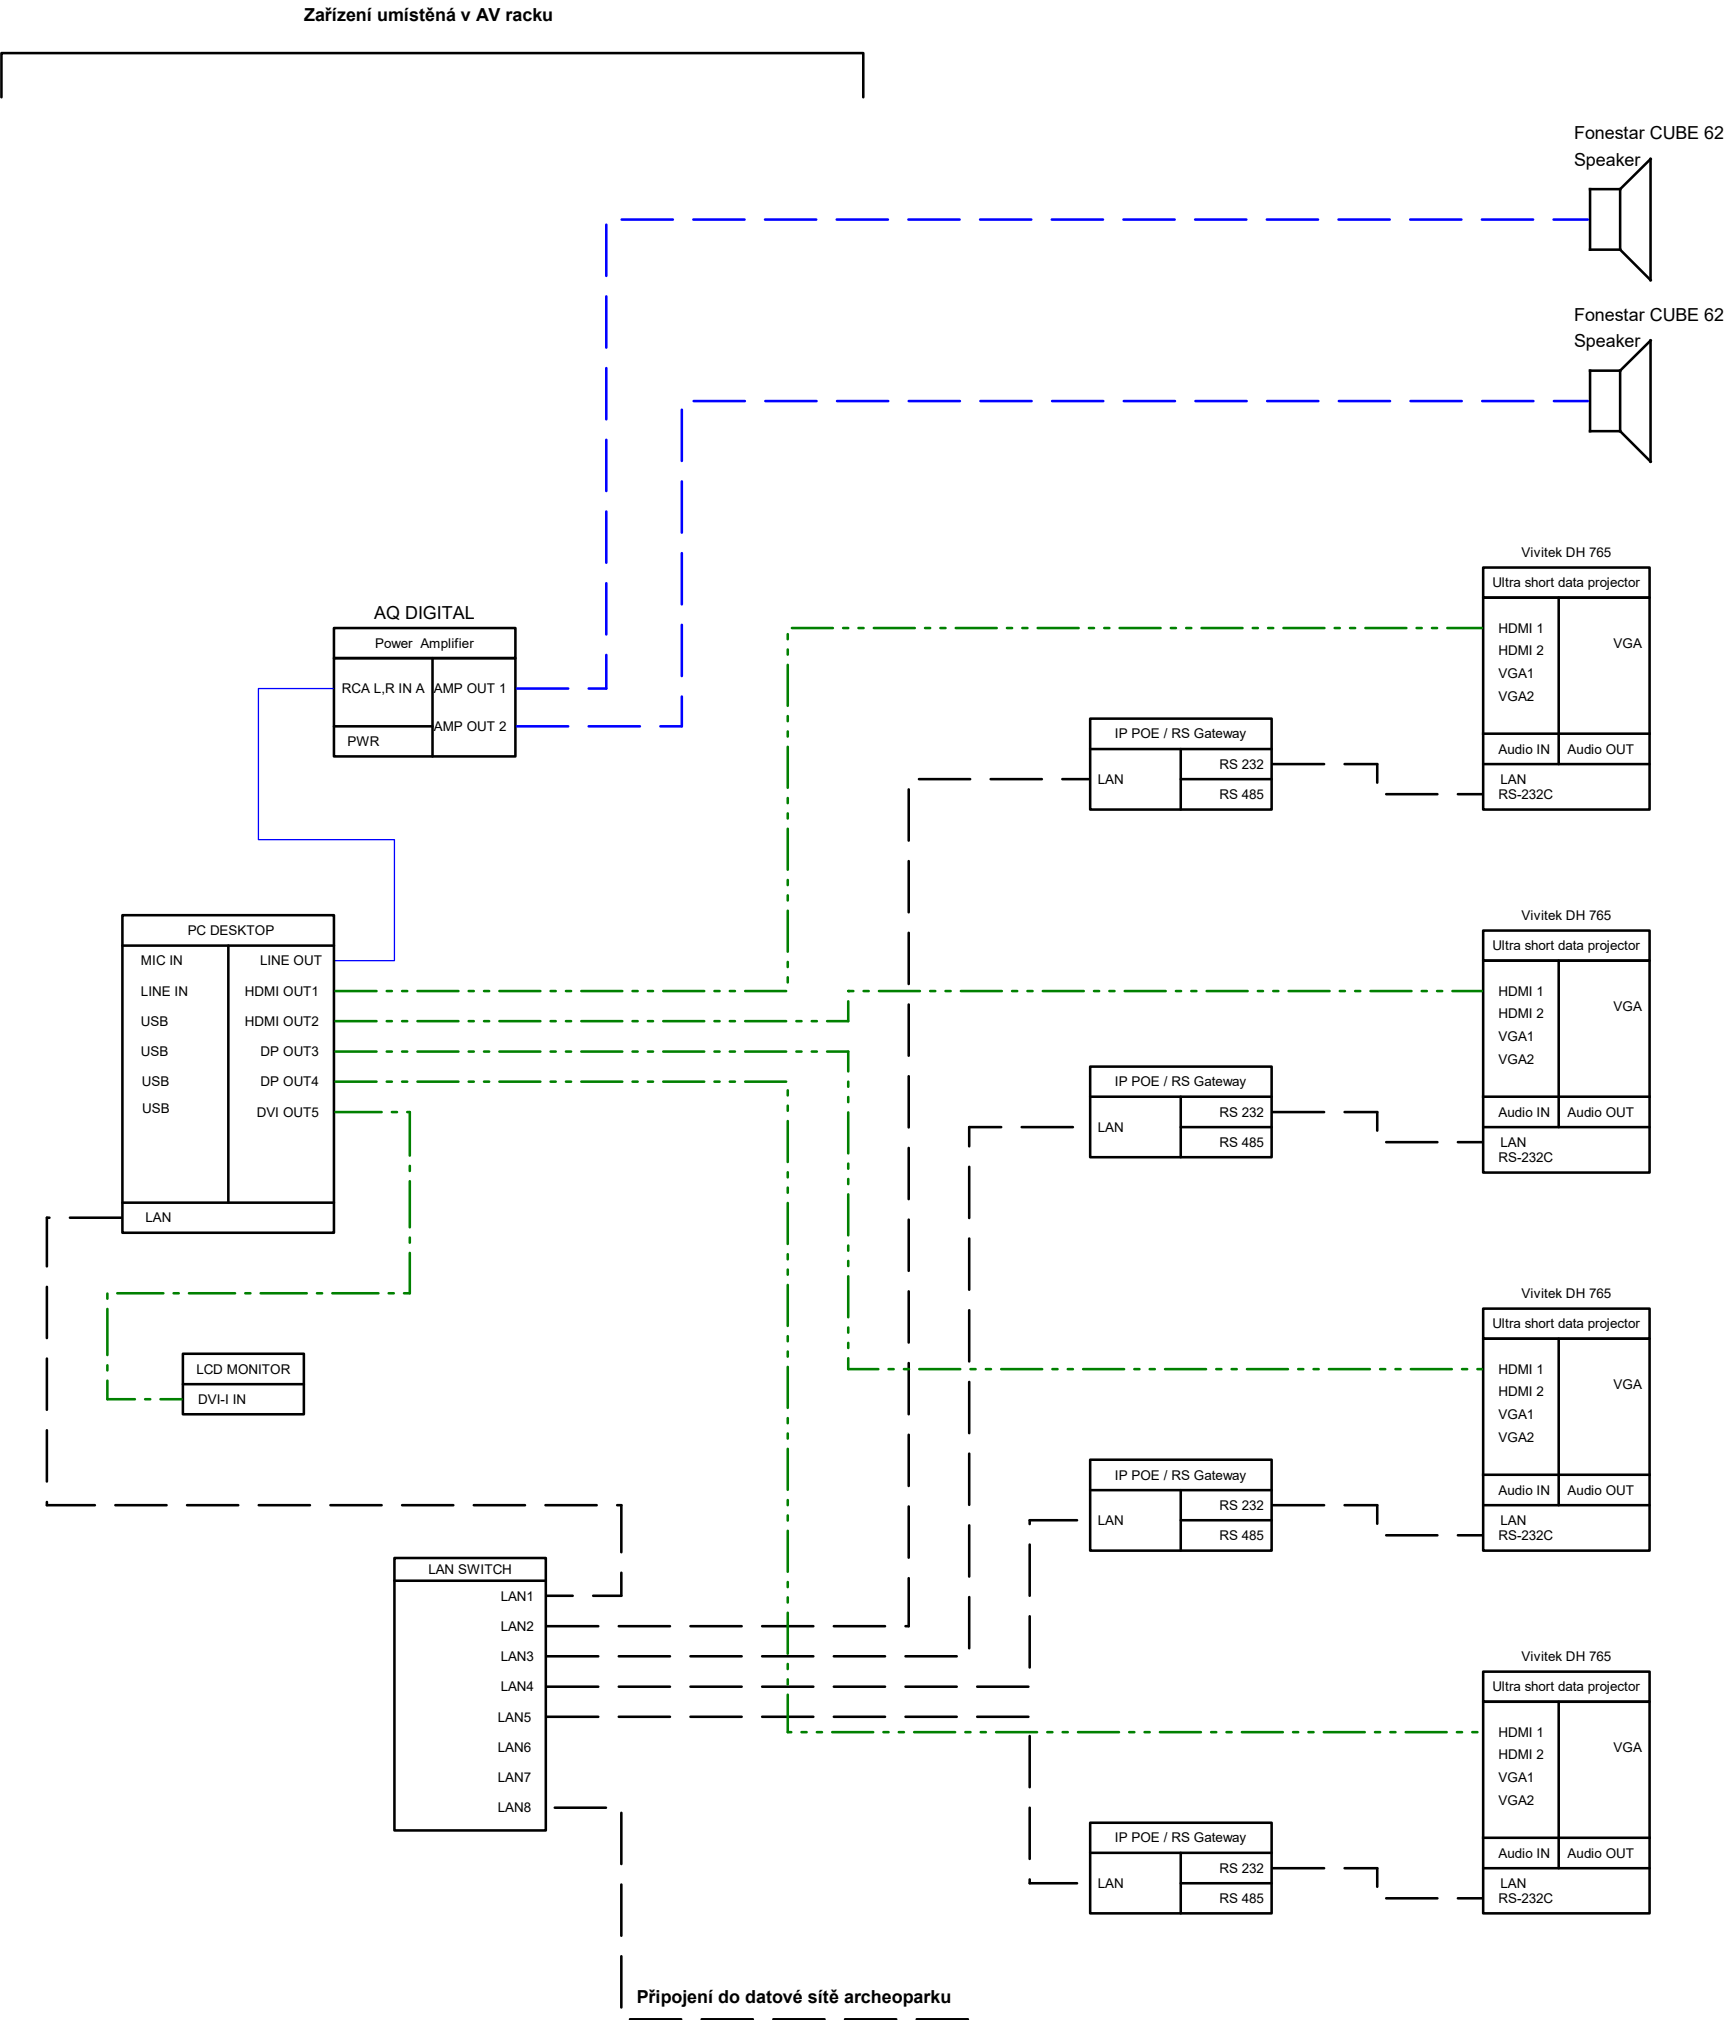 Zařízení umístěná v AV racku
Fonestar CUBE 62
Speaker
Fonestar CUBE 62
Speaker
AQ DIGITAL
Power Amplifier
RCA L,R IN A
AMP OUT 1
AMP OUT 2
PWR
Vivitek DH 765
Ultra short data projector
HDMI 1
HDMI 2
VGA1
VGA2
VGA
Audio IN
Audio OUT
LAN
RS-232C
IP POE / RS Gateway
LAN
RS 232
RS 485
PC DESKTOP
MIC IN
LINE IN
USB
USB
USB
USB
LINE OUT
HDMI OUT1
HDMI OUT2
DP OUT3
DP OUT4
DVI OUT5
LAN
Vivitek DH 765
Ultra short data projector
HDMI 1
HDMI 2
VGA1
VGA2
VGA
Audio IN
Audio OUT
LAN
RS-232C
IP POE / RS Gateway
LAN
RS 232
RS 485
LCD MONITOR
DVI-I IN
Vivitek DH 765
Ultra short data projector
HDMI 1
HDMI 2
VGA1
VGA2
VGA
Audio IN
Audio OUT
LAN
RS-232C
IP POE / RS Gateway
LAN
RS 232
RS 485
LAN SWITCH
LAN1
LAN2
LAN3
LAN4
LAN5
LAN6
LAN7
LAN8
Vivitek DH 765
Ultra short data projector
HDMI 1
HDMI 2
VGA1
VGA2
VGA
Audio IN
Audio OUT
LAN
RS-232C
IP POE / RS Gateway
LAN
RS 232
RS 485
Připojení do datové sítě archeoparku